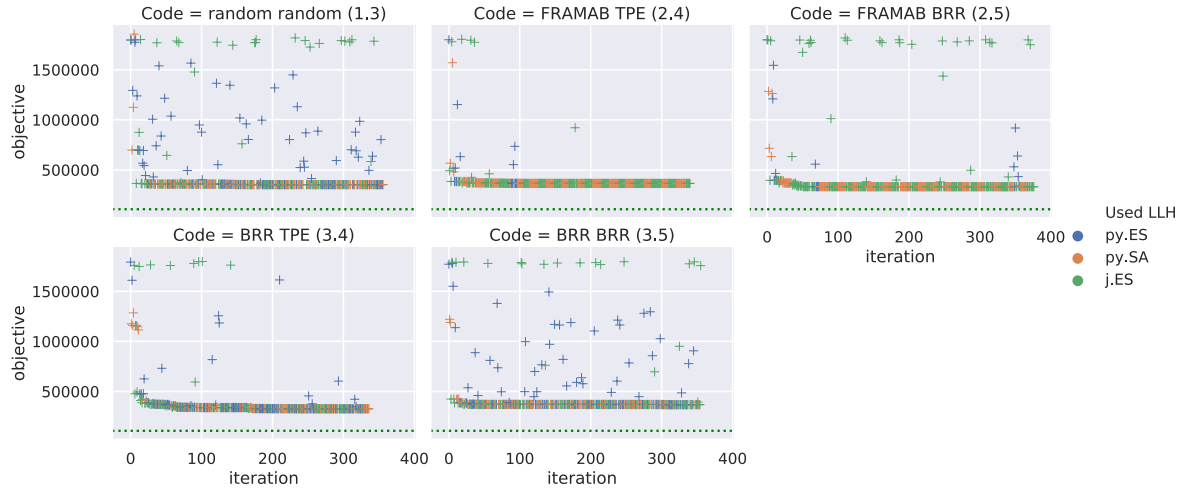 Code = random random (1.3)
Code = FRAMAB TPE (2.4)
Code = FRAMAB BRR (2.5)
objective
1500000
1000000
500000
0
100
200
300
400
iteration
Used LLH
py.ES
py.SA
j.ES
Code = BRR TPE (3.4)
Code = BRR BRR (3.5)
objective
1500000
1000000
500000
0
100
200
300
400
0
100
200
300
400
iteration
iteration